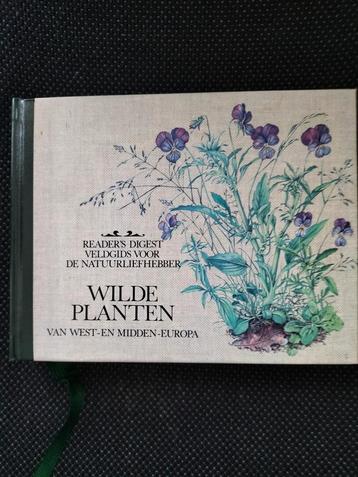 READER'S DIGEST
VELDGIDS VOOR
DE NATUURLIEFHEBBER
WILDE
PLANTEN
VAN WEST-EN MIDDEN-EUROPA